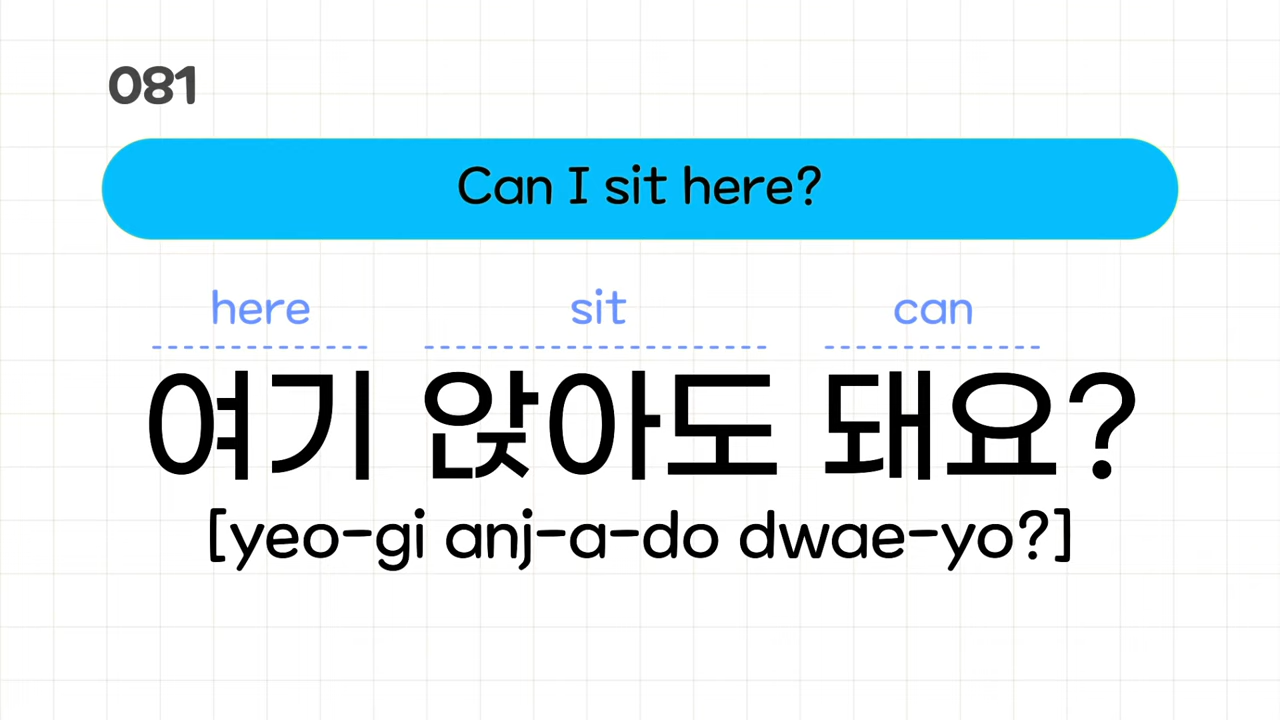 081
Can I sit here?
here sit can
여기 앉아도 돼요?
[yeo-gi anj-a-do dwae-yo?]